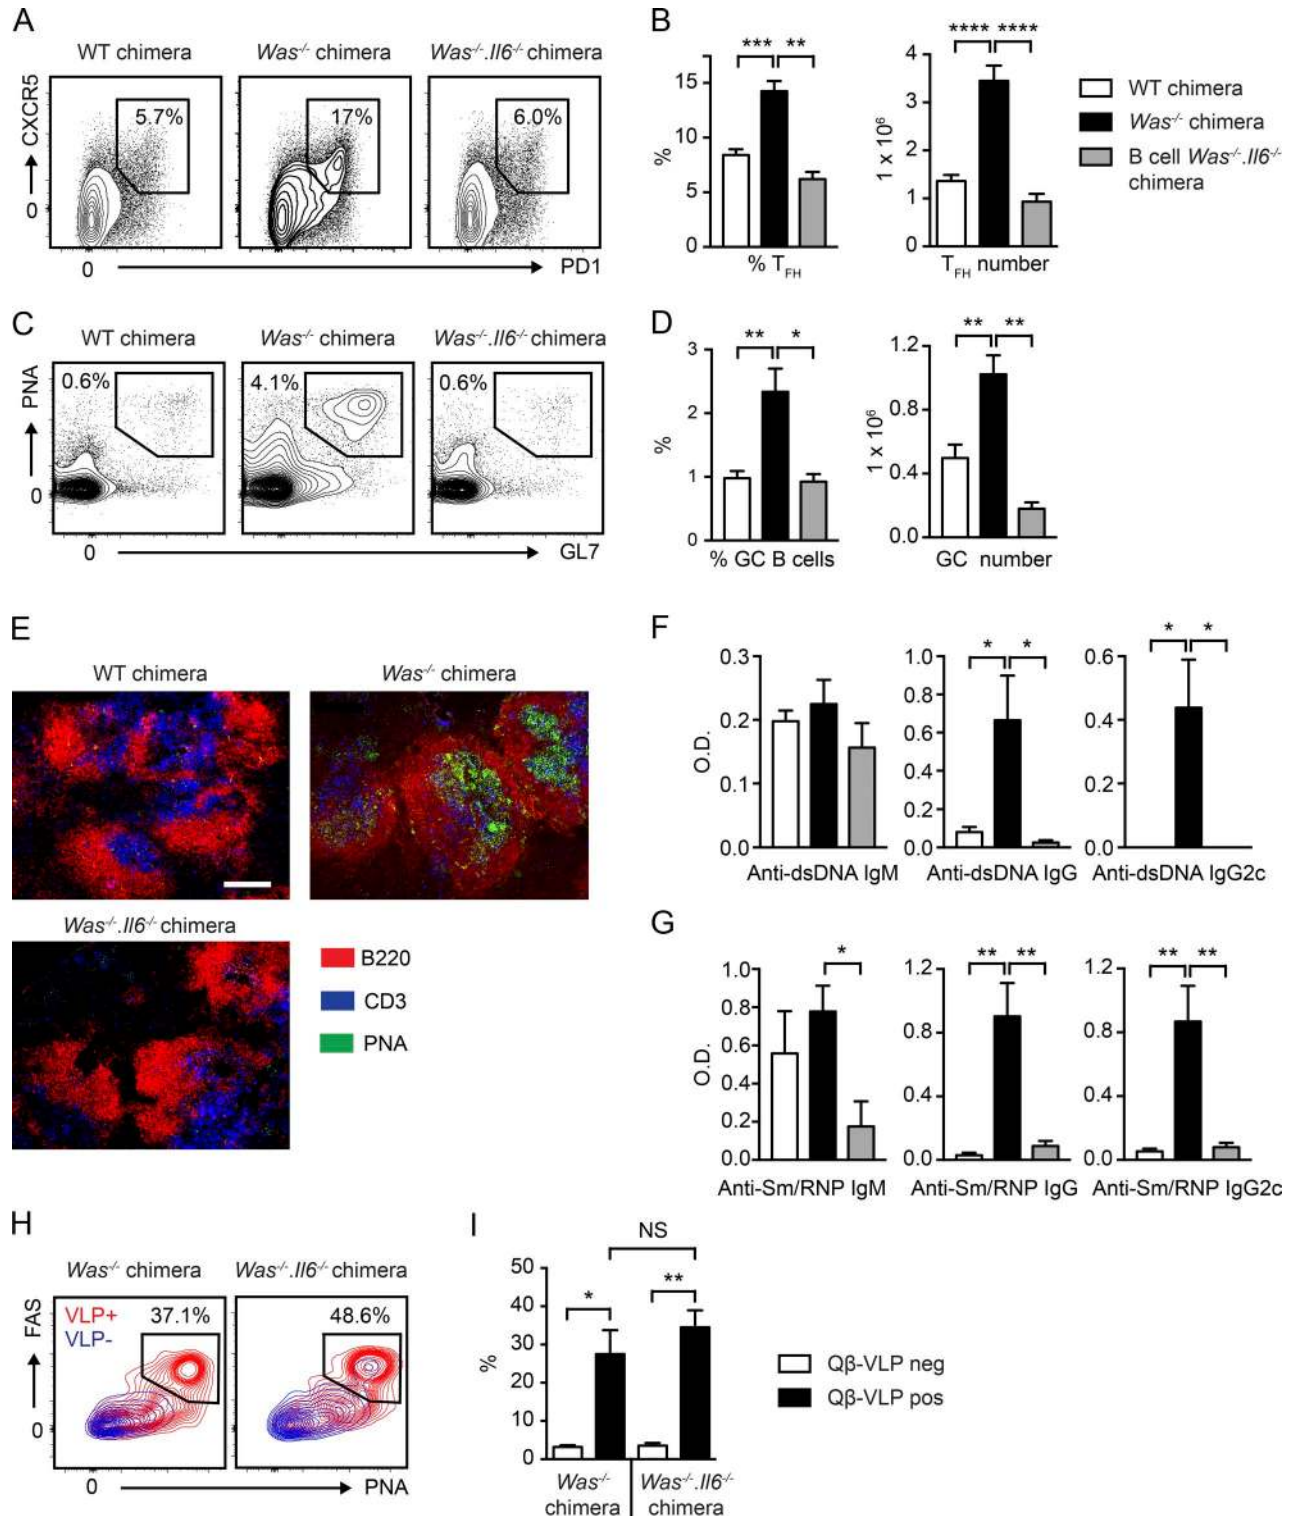 A
WT chimera
Was-/- chimera
Was-/-.Il6-/- chimera
CXCR5
0
5.7%
17%
6.0%
0
PD1
B
*** **
15
10
5
0
%
% TFH
**** ****
4
3
2
1
0
1 x 10^6
TFH number
WT chimera
Was-/- chimera
B cell Was-/-.Il6-/-
chimera
C
WT chimera
Was-/- chimera
Was-/-.Il6-/- chimera
PNA
0
0.6%
4.1%
0.6%
0
GL7
D
** *
3
2
1
0
%
% GC B cells
** **
1.2
0.8
0.4
0.0
1 x 10^6
GC number
E
WT chimera
Was-/- chimera
Was-/-.Il6-/- chimera
B220
CD3
PNA
F
0.3
0.2
0.1
0.0
O.D.
Anti-dsDNA IgM
* *
1.0
0.8
0.6
0.4
0.2
0.0
Anti-dsDNA IgG
* *
0.6
0.4
0.2
0.0
Anti-dsDNA IgG2c
G
*
1.0
0.8
0.6
0.4
0.2
0.0
O.D.
Anti-Sm/RNP IgM
** **
1.2
0.8
0.4
0.0
Anti-Sm/RNP IgG
** **
1.2
0.8
0.4
0.0
Anti-Sm/RNP IgG2c
H
Was-/- chimera
Was-/-.Il6-/- chimera
FAS
0
VLP+
VLP-
37.1%
48.6%
0
PNA
I
NS
* **
50
40
30
20
10
0
%
Was-/-
chimera
Was-/-.Il6-/-
chimera
Qβ-VLP neg
Qβ-VLP pos